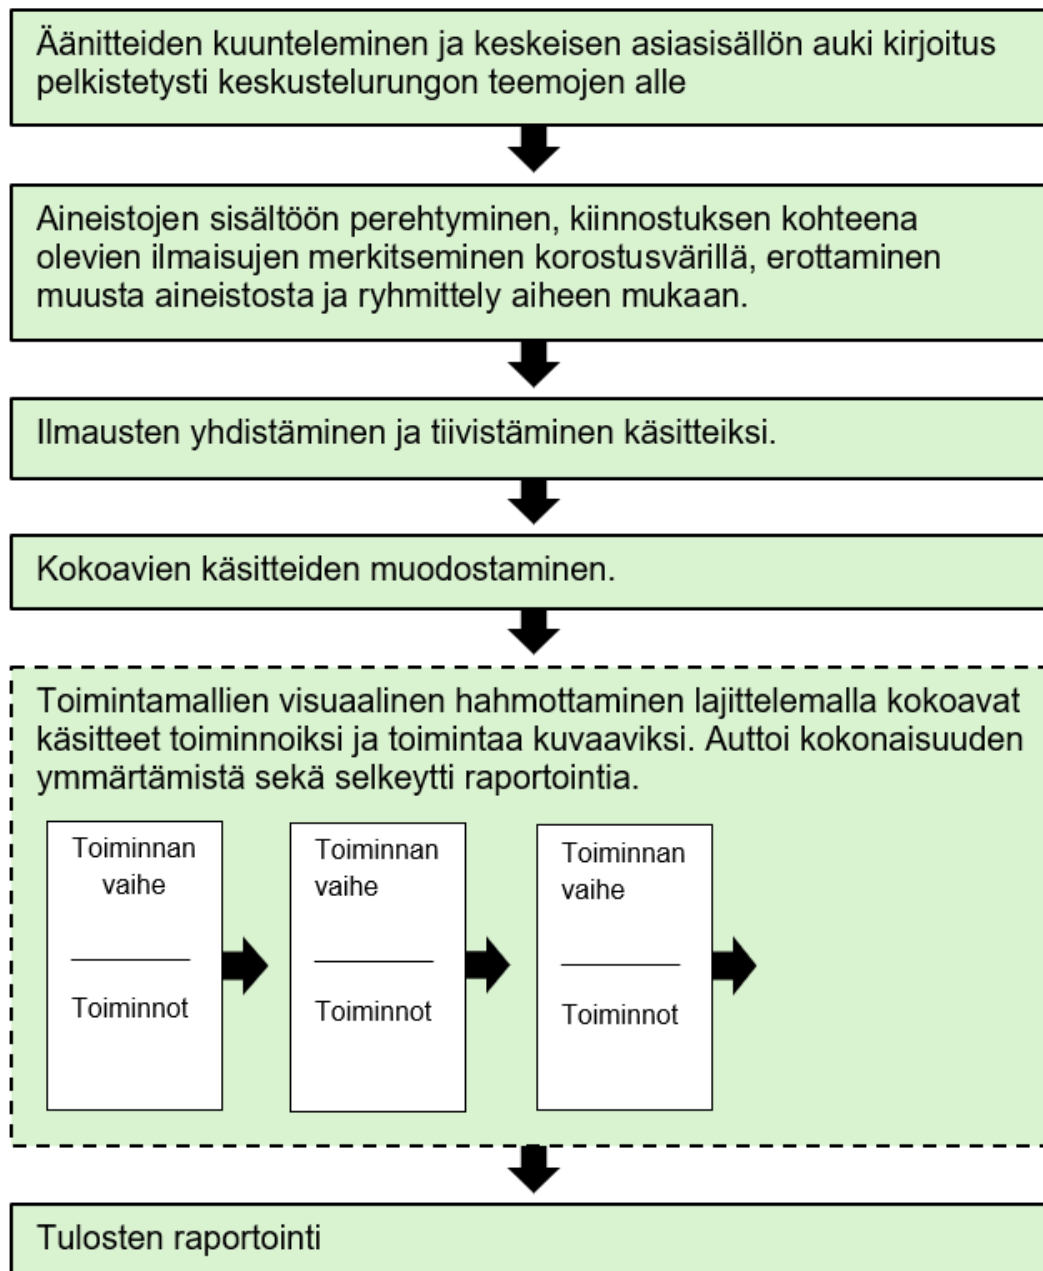 Äänitteiden kuunteleminen ja keskeisen asiasisällön auki kirjoitus
pelkistetysti keskustelurungon teemojen alle
Aineistojen sisältöön perehtyminen, kiinnostuksen kohteena
olevien ilmaisujen merkitseminen korostusvärillä, erottaminen
muusta aineistosta ja ryhmittely aiheen mukaan.
Ilmausten yhdistäminen ja tiivistäminen käsitteiksi.
Kokoavien käsitteiden muodostaminen.
Toimintamallien visuaalinen hahmottaminen lajittelemalla kokoavat
käsitteet toiminnoiksi ja toimintaa kuvaaviksi. Auttoi kokonaisuuden
ymmärtämistä sekä selkeytti raportointia.
Toiminnan
vaihe
Toiminnot
Toiminnan
vaihe
Toiminnot
Toiminnan
vaihe
Toiminnot
Tulosten raportointi